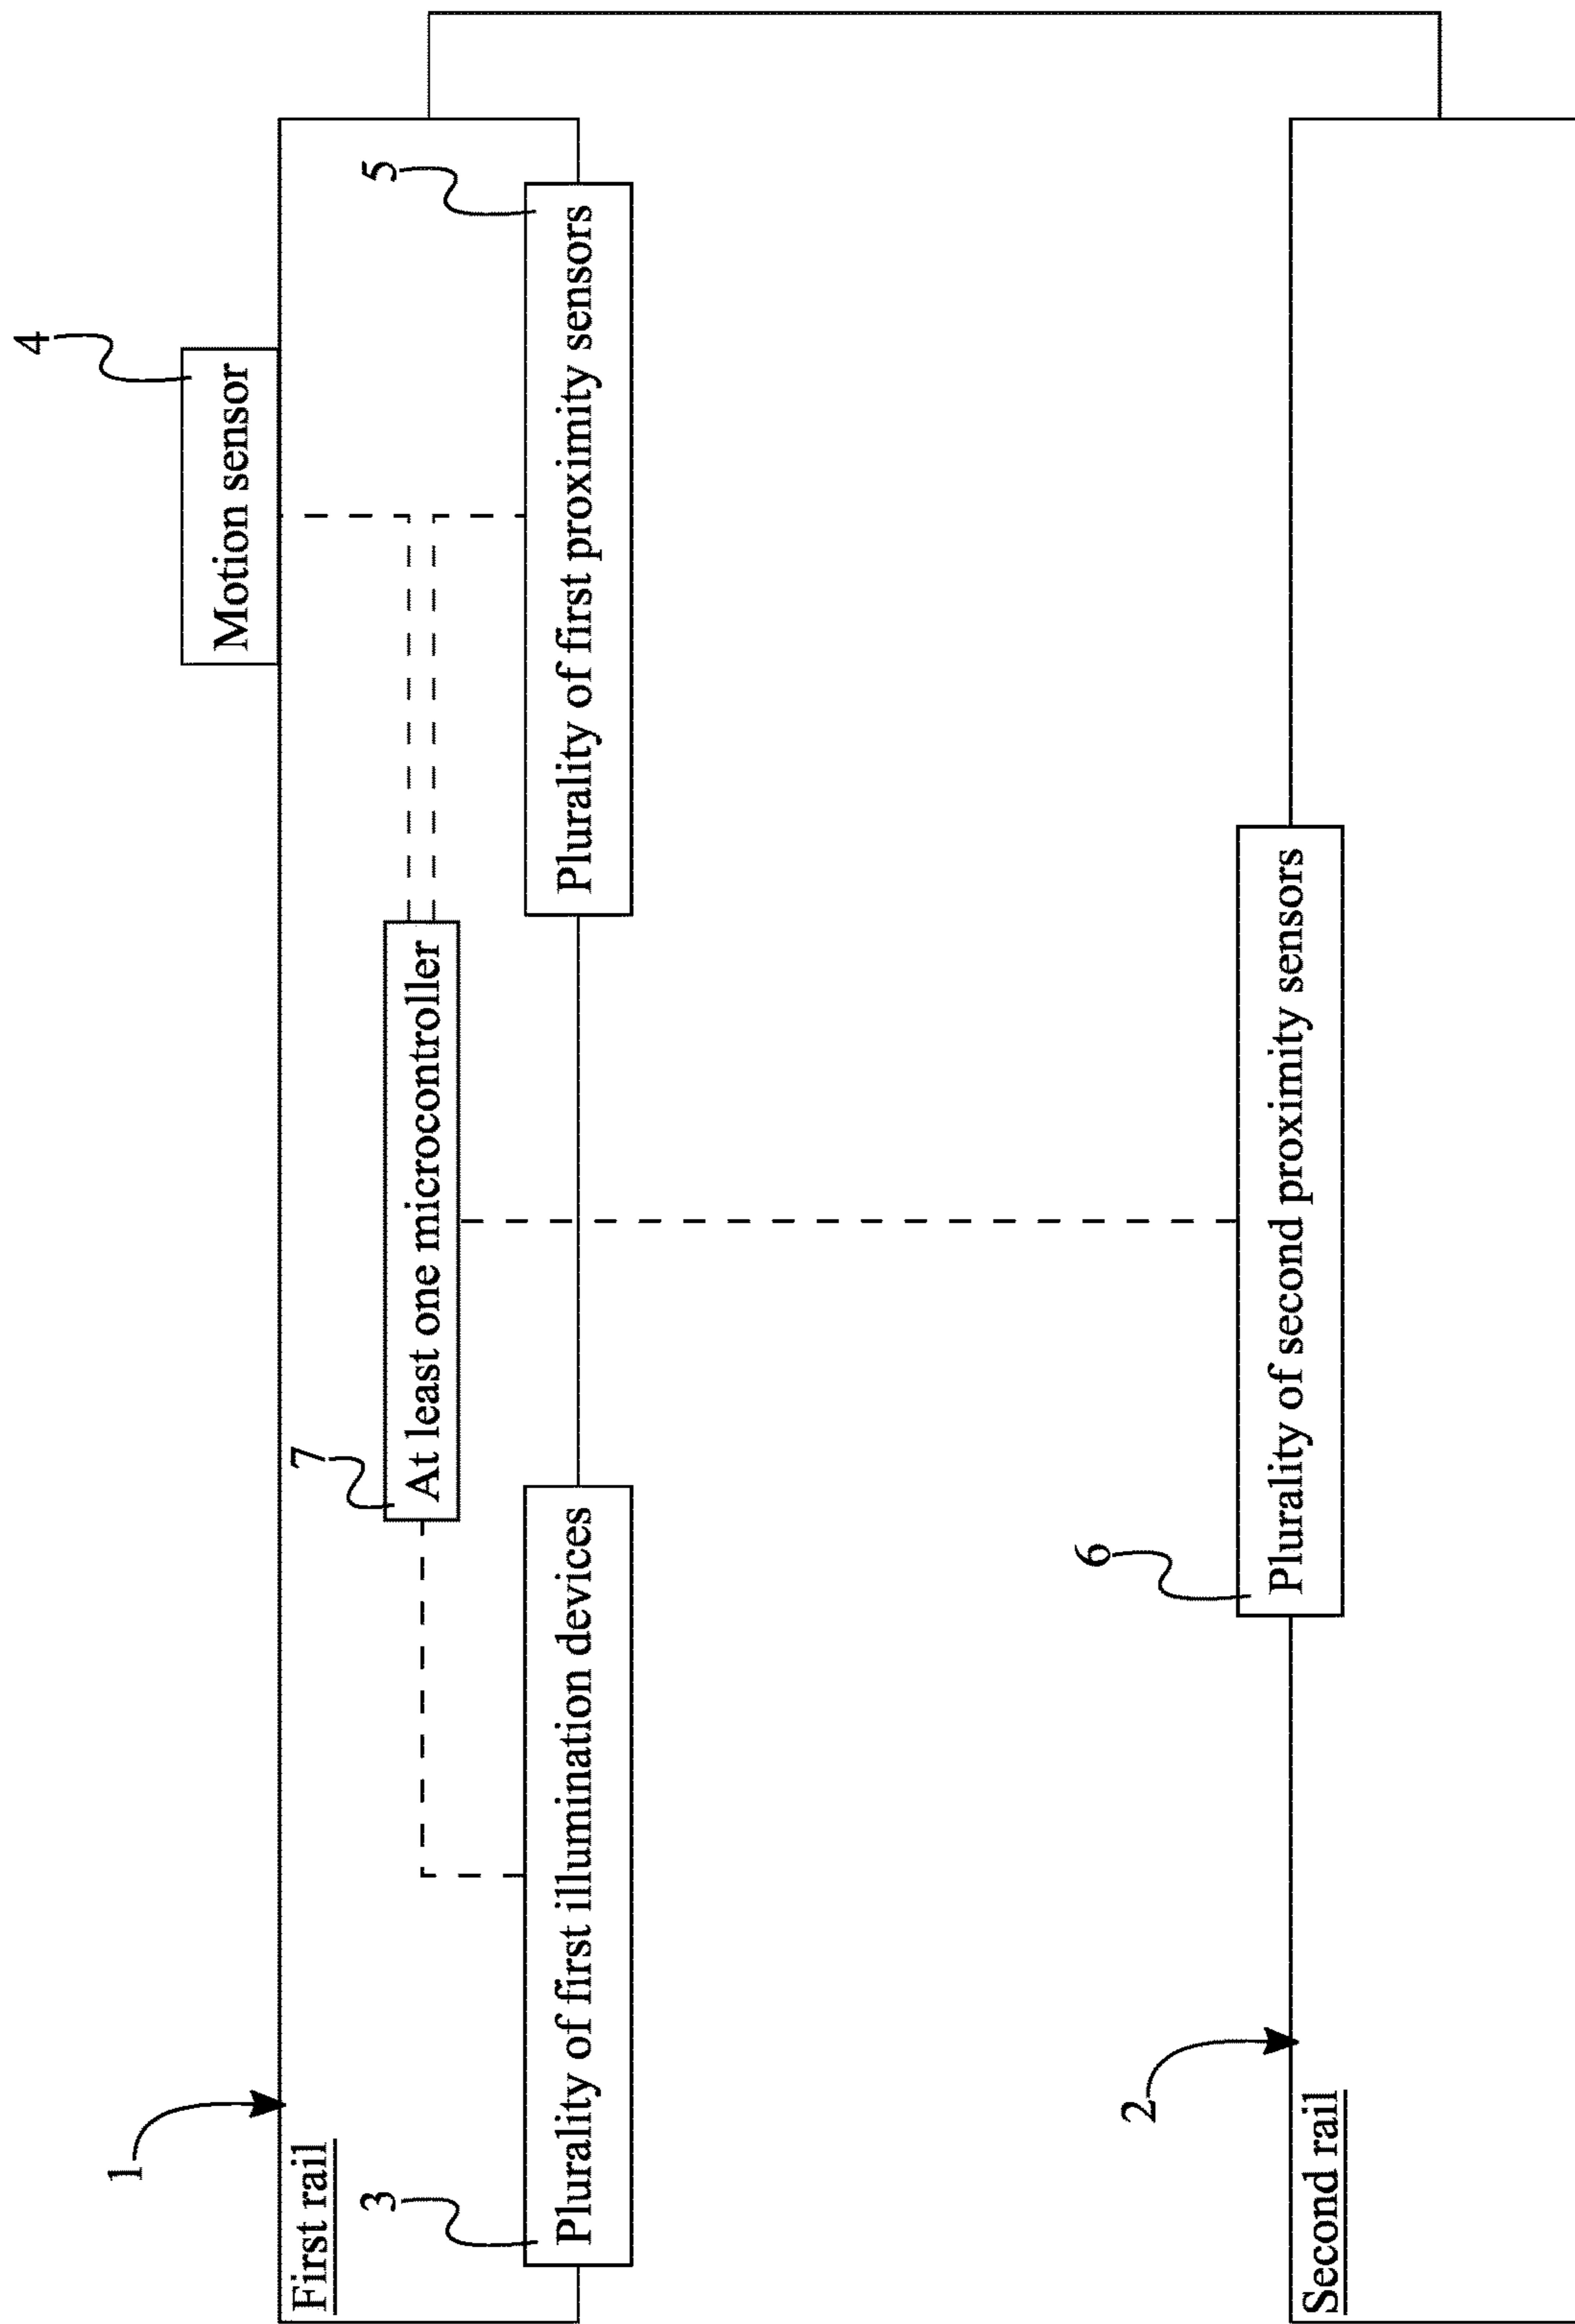 4
Motion sensor
1
First rail
7
At least one microcontroller
3
Plurality of first illumination devices
5
Plurality of first proximity sensors
6
Plurality of second proximity sensors
2
Second rail